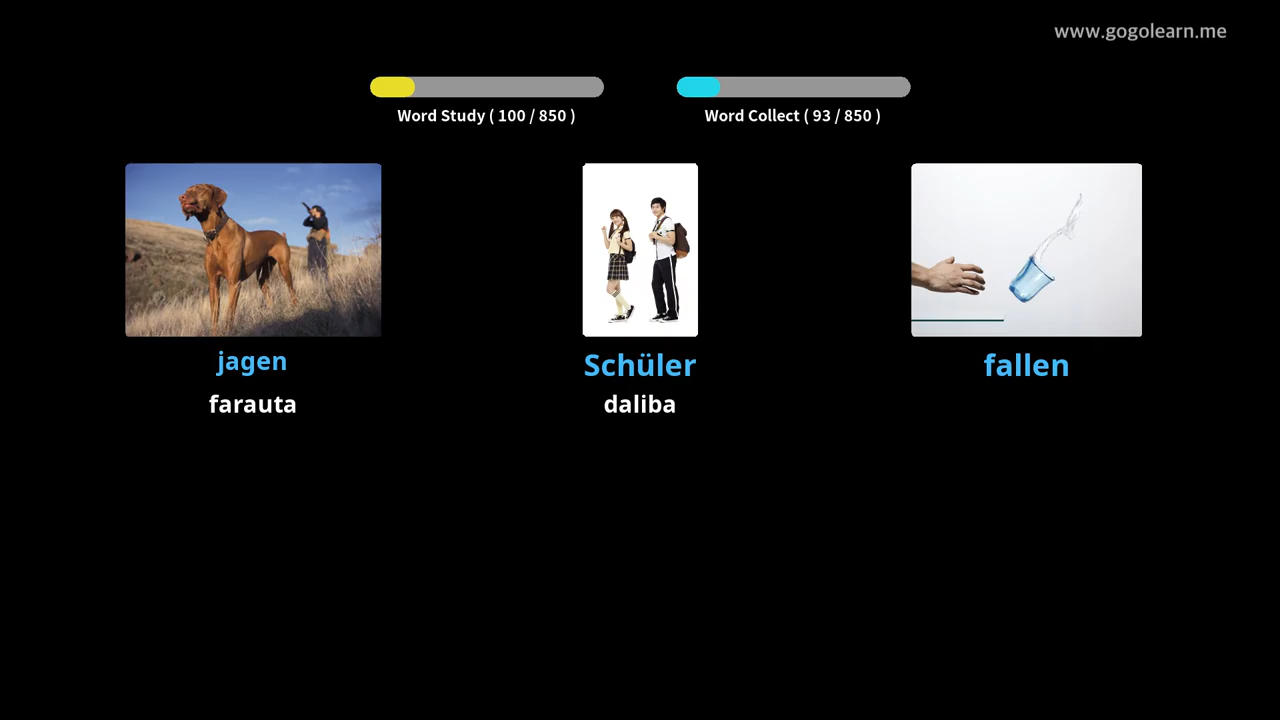 www.gogolearn.me
Word Study ( 100 / 850 )
Word Collect ( 93 / 850 )
jagen
farauta
Schüler
daliba
fallen